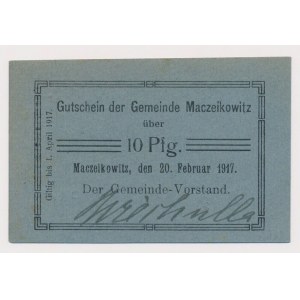 Gutschein der Gemeinde Maczeikowitz
über
10 Pfg.
Maczeikowitz, den 20. Februar 1917.
Der Gemeinde-Vorstand.
Giltig bis 1. April 1917.